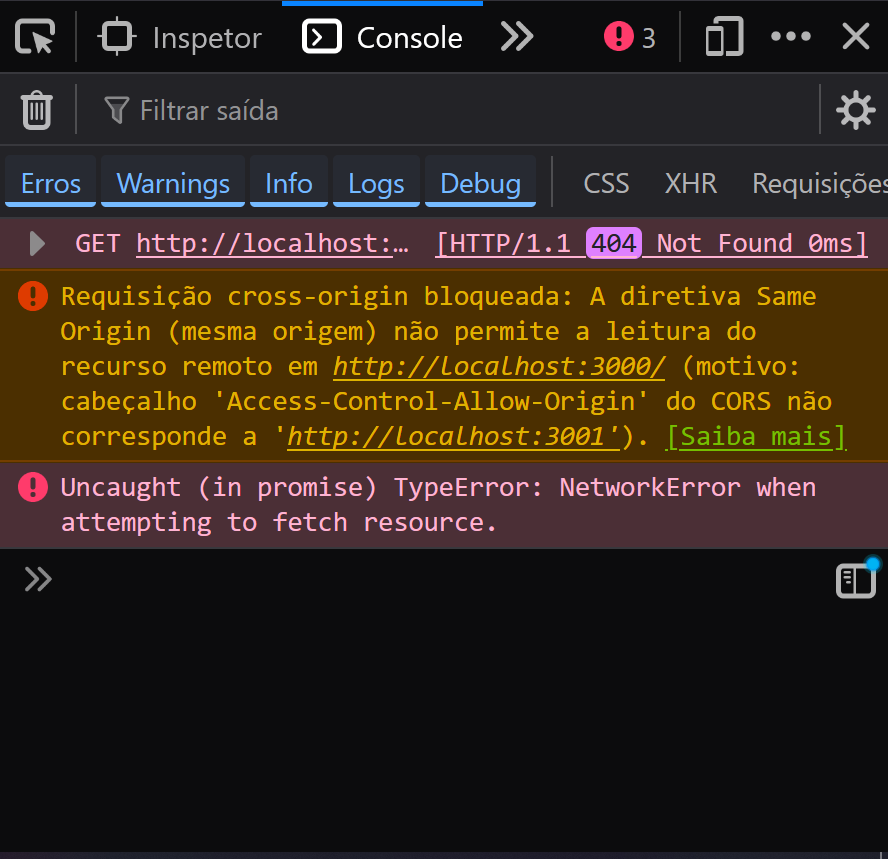 Inspetor Console 3
Filtrar saída
Erros Warnings Info Logs Debug CSS XHR Requisições
GET http://localhost:… [HTTP/1.1 404 Not Found 0ms]
Requisição cross-origin bloqueada: A diretiva Same
Origin (mesma origem) não permite a leitura do
recurso remoto em http://localhost:3000/ (motivo:
cabeçalho 'Access-Control-Allow-Origin' do CORS não
corresponde a 'http://localhost:3001'). [Saiba mais]
Uncaught (in promise) TypeError: NetworkError when
attempting to fetch resource.